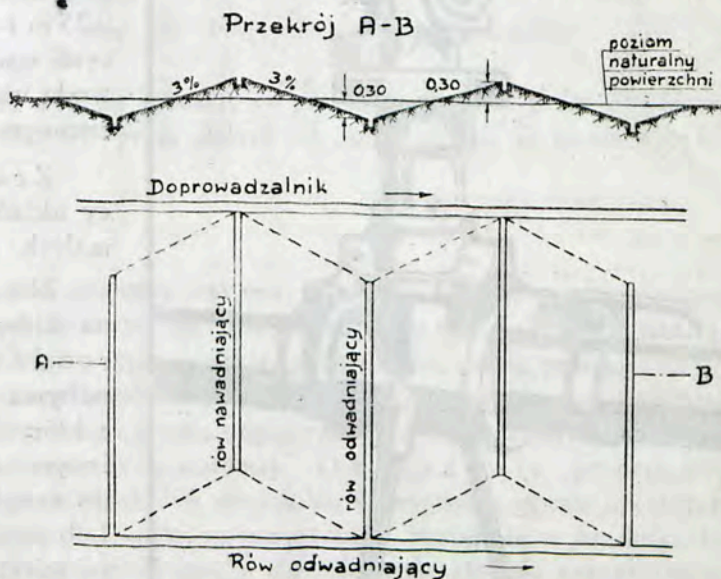 Przekrój A-B
poziom
naturalny
powierzchni
3% 3% 0,30 0,30
Doprowadzalnik
rów nawadniający
rów odwadniający
A
B
Rów odwadniający